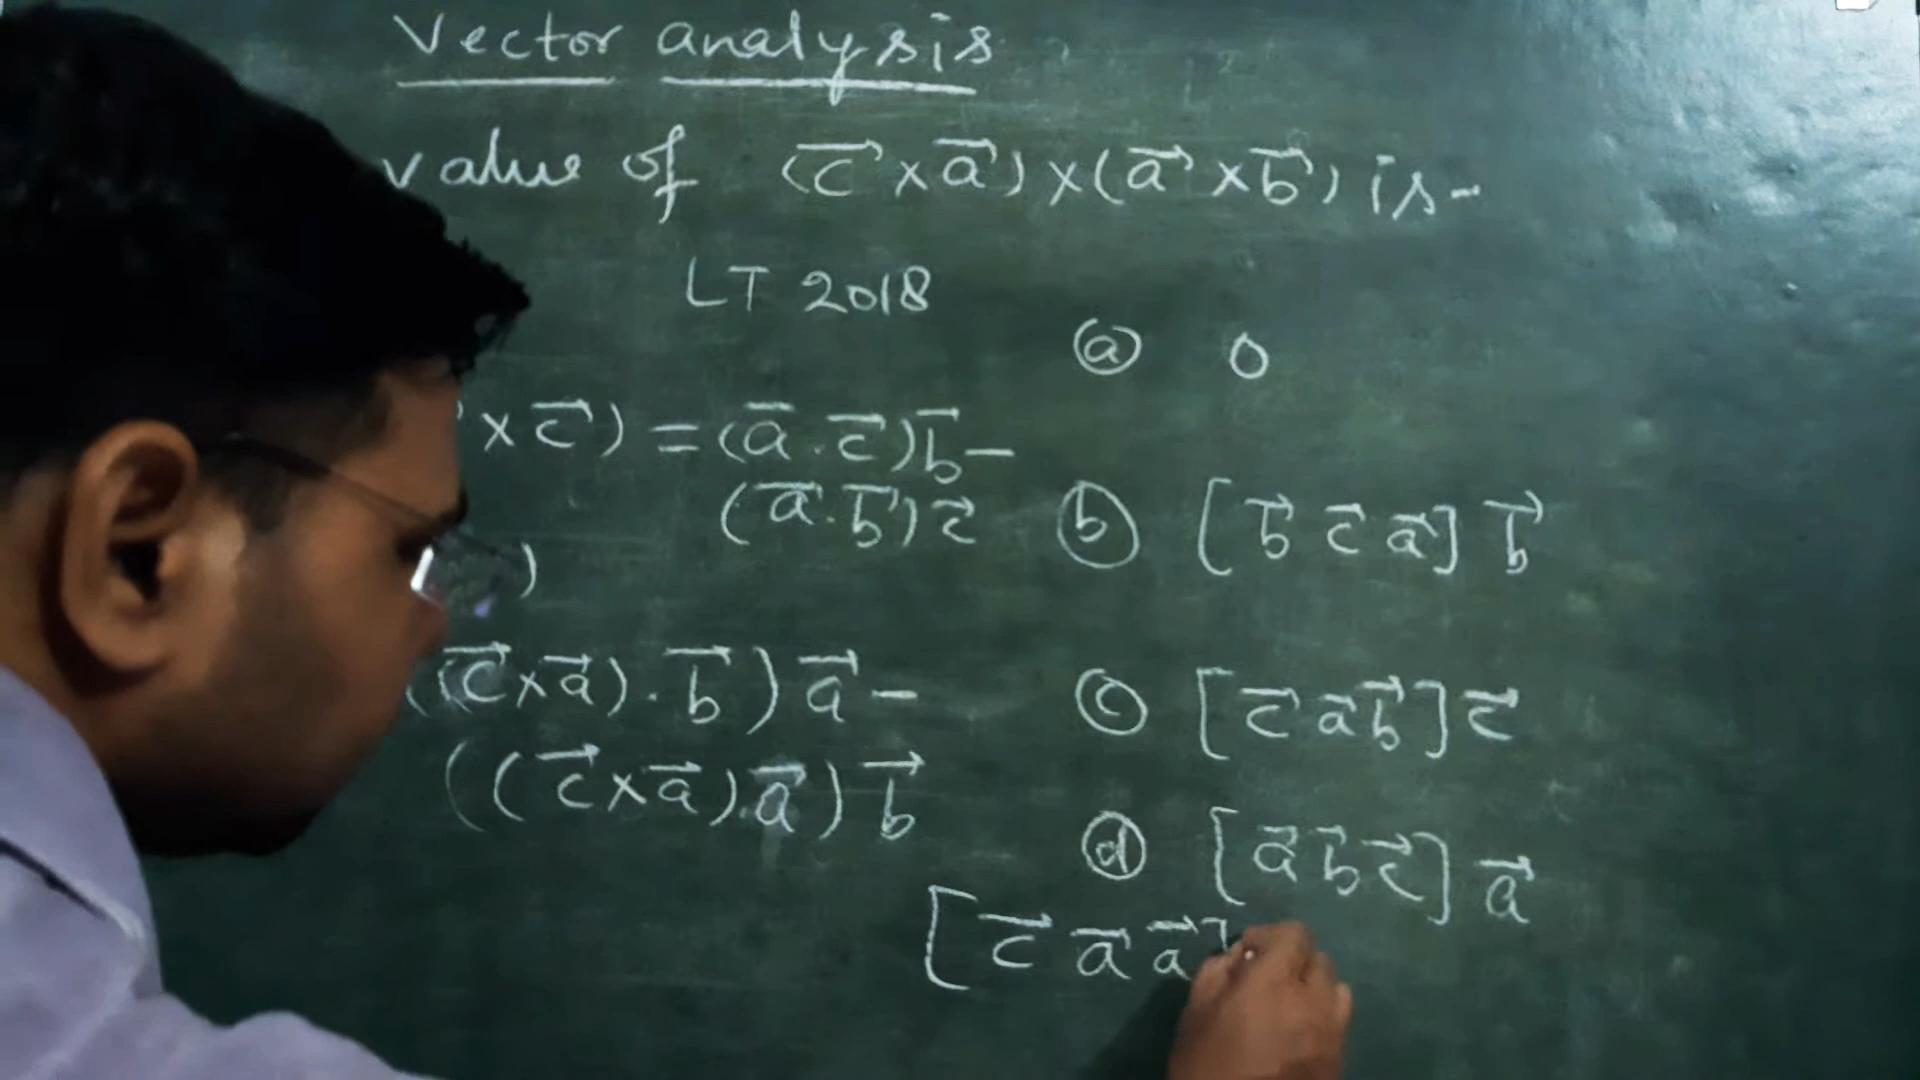 Vector analysis
value of (c⃗ × a⃗) × (a⃗ × b⃗) is -
LT 2018
(a) 0
× c⃗) = (a̅ . c⃗) b⃗ -
(a⃗ . b⃗) c⃗
(b) [b⃗ c⃗ a⃗] b⃗
)
(c⃗ × a⃗) . b⃗) a⃗ -
(c) [c⃗ a⃗ b⃗] c⃗
((c⃗ × a⃗) . a⃗) b⃗
(d) [a⃗ b⃗ c⃗] a⃗
[c⃗ a⃗ a⃗]